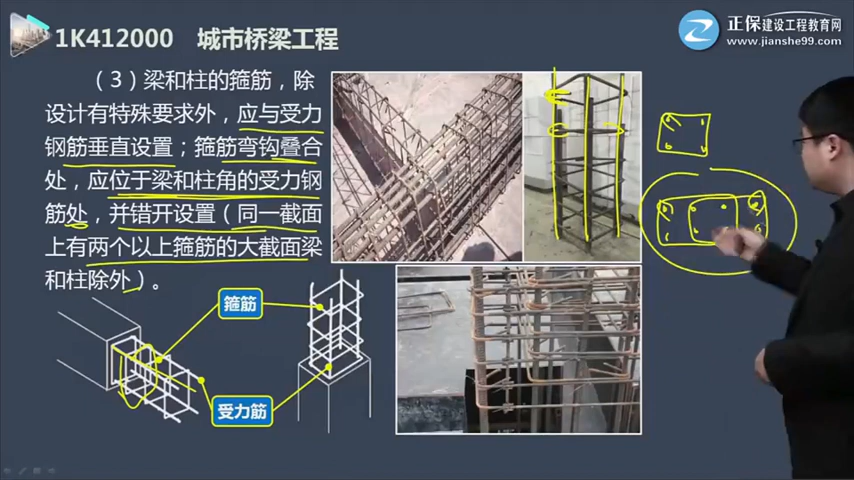 1K412000 城市桥梁工程
正保建设工程教育网
www.jianshe99.com
（3）梁和柱的箍筋，除
设计有特殊要求外，应与受力
钢筋垂直设置；箍筋弯钩叠合
处，应位于梁和柱角的受力钢
筋处，并错开设置（同一截面
上有两个以上箍筋的大截面梁
和柱除外）。
箍筋
受力筋